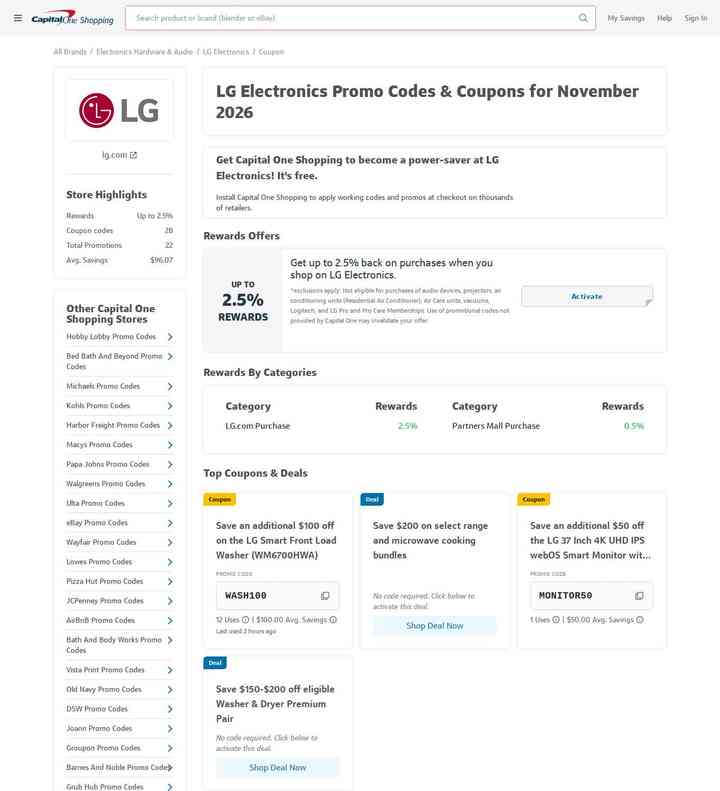 Capital One Shopping
Search product or brand (blender or eBay)
My Savings
Help
Sign In
All Brands / Electronics Hardware & Audio / LG Electronics / Coupon
LG
lg.com
Store Highlights
Rewards Up to 2.5%
Coupon codes 28
Total Promotions 22
Avg. Savings $96.07
Other Capital One
Shopping Stores
Hobby Lobby Promo Codes
Bed Bath And Beyond Promo
Codes
Michaels Promo Codes
Kohls Promo Codes
Harbor Freight Promo Codes
Macys Promo Codes
Papa Johns Promo Codes
Walgreens Promo Codes
Ulta Promo Codes
eBay Promo Codes
Wayfair Promo Codes
Lowes Promo Codes
Pizza Hut Promo Codes
JCPenney Promo Codes
AirBnB Promo Codes
Bath And Body Works Promo
Codes
Vista Print Promo Codes
Old Navy Promo Codes
DSW Promo Codes
Joann Promo Codes
Groupon Promo Codes
Barnes And Noble Promo Codes
Grub Hub Promo Codes
LG Electronics Promo Codes & Coupons for November
2026
Get Capital One Shopping to become a power-saver at LG
Electronics! It's free.
Install Capital One Shopping to apply working codes and promos at checkout on thousands
of retailers.
Rewards Offers
UP TO
2.5%
REWARDS
Get up to 2.5% back on purchases when you
shop on LG Electronics.
*exclusions apply: Not eligible for purchases of audio devices, projectors, air
conditioning units (Residential Air Conditioner), Air Care units, vacuums,
Logitech, and LG Pro and Pro Care Memberships. Use of promotional codes not
provided by Capital One may invalidate your offer.
Activate
Rewards By Categories
Category Rewards Category Rewards
LG.com Purchase 2.5% Partners Mall Purchase 0.5%
Top Coupons & Deals
Coupon
Save an additional $100 off
on the LG Smart Front Load
Washer (WM6700HWA)
PROMO CODE
WASH100
12 Uses | $100.00 Avg. Savings
Last used 2 hours ago
Deal
Save $200 on select range
and microwave cooking
bundles
No code required. Click below to
activate this deal.
Shop Deal Now
Coupon
Save an additional $50 off
the LG 37 Inch 4K UHD IPS
webOS Smart Monitor wit...
PROMO CODE
MONITOR50
1 Uses | $50.00 Avg. Savings
Deal
Save $150-$200 off eligible
Washer & Dryer Premium
Pair
No code required. Click below to
activate this deal.
Shop Deal Now